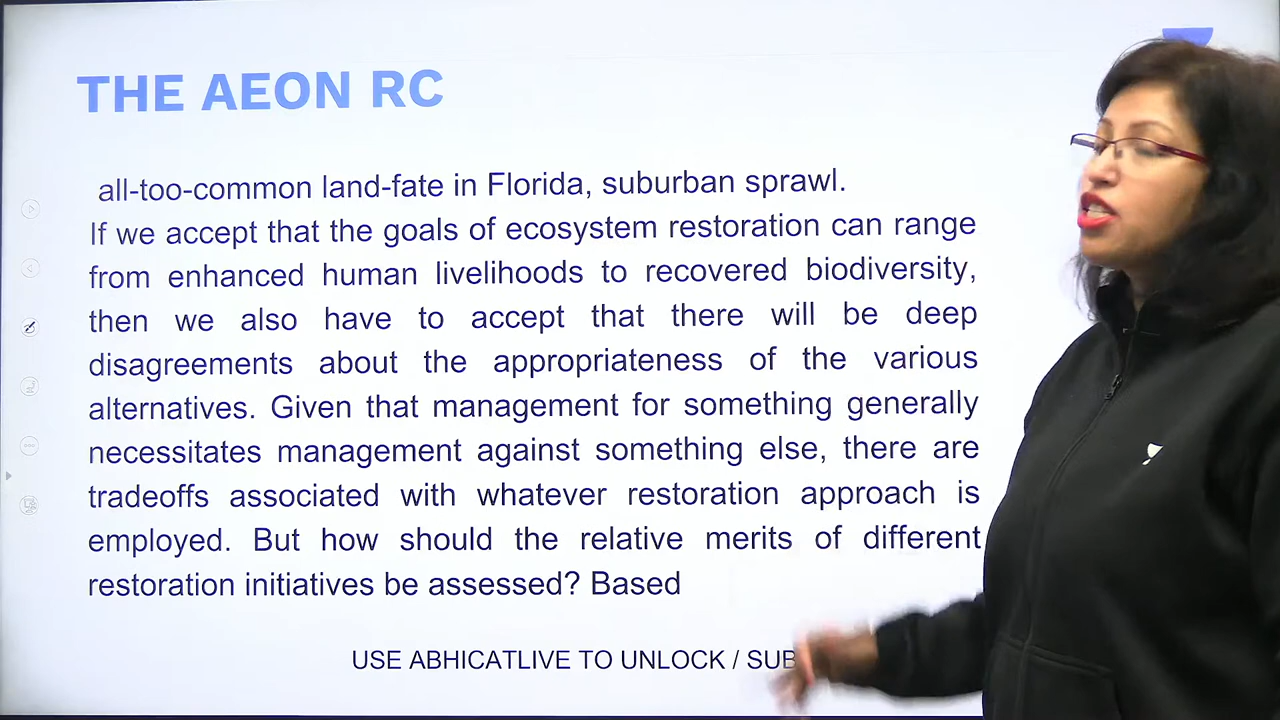 THE AEON RC
all-too-common land-fate in Florida, suburban sprawl.
If we accept that the goals of ecosystem restoration can range
from enhanced human livelihoods to recovered biodiversity,
then we also have to accept that there will be deep
disagreements about the appropriateness of the various
alternatives. Given that management for something generally
necessitates management against something else, there are
tradeoffs associated with whatever restoration approach is
employed. But how should the relative merits of different
restoration initiatives be assessed? Based
USE ABHICATLIVE TO UNLOCK / SUB